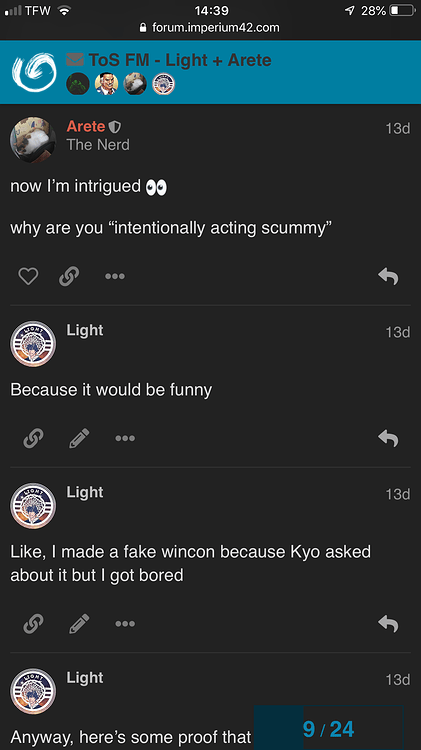 TFW 14:39 28%
forum.imperium42.com
ToS FM - Light + Arete
Arete 13d
The Nerd
now I'm intrigued 👀
why are you “intentionally acting scummy”
Light 13d
Because it would be funny
Light 13d
Like, I made a fake wincon because Kyo asked
about it but I got bored
Light 13d
Anyway, here's some proof that
9 / 24